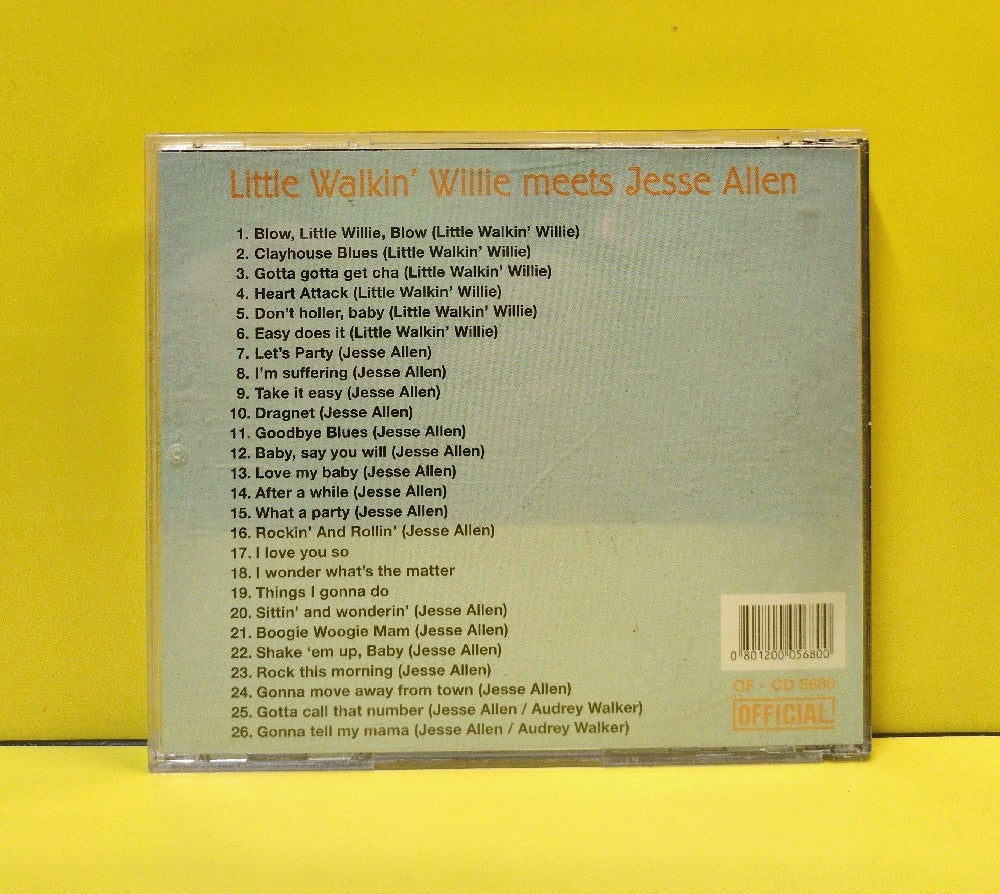 Little Walkin' Willie meets Jesse Allen
1. Blow, Little Willie, Blow (Little Walkin' Willie)
2. Clayhouse Blues (Little Walkin' Willie)
3. Gotta gotta get cha (Little Walkin' Willie)
4. Heart Attack (Little Walkin' Willie)
5. Don't holler, baby (Little Walkin' Willie)
6. Easy does it (Little Walkin' Willie)
7. Let's Party (Jesse Allen)
8. I'm suffering (Jesse Allen)
9. Take it easy (Jesse Allen)
10. Dragnet (Jesse Allen)
11. Goodbye Blues (Jesse Allen)
12. Baby, say you will (Jesse Allen)
13. Love my baby (Jesse Allen)
14. After a while (Jesse Allen)
15. What a party (Jesse Allen)
16. Rockin' And Rollin' (Jesse Allen)
17. I love you so
18. I wonder what's the matter
19. Things I gonna do
20. Sittin' and wonderin' (Jesse Allen)
21. Boogie Woogie Mam (Jesse Allen)
22. Shake 'em up, Baby (Jesse Allen)
23. Rock this morning (Jesse Allen)
24. Gonna move away from town (Jesse Allen)
25. Gotta call that number (Jesse Allen / Audrey Walker)
26. Gonna tell my mama (Jesse Allen / Audrey Walker)
0 801200 056800
OF - CD 5680
OFFICIAL